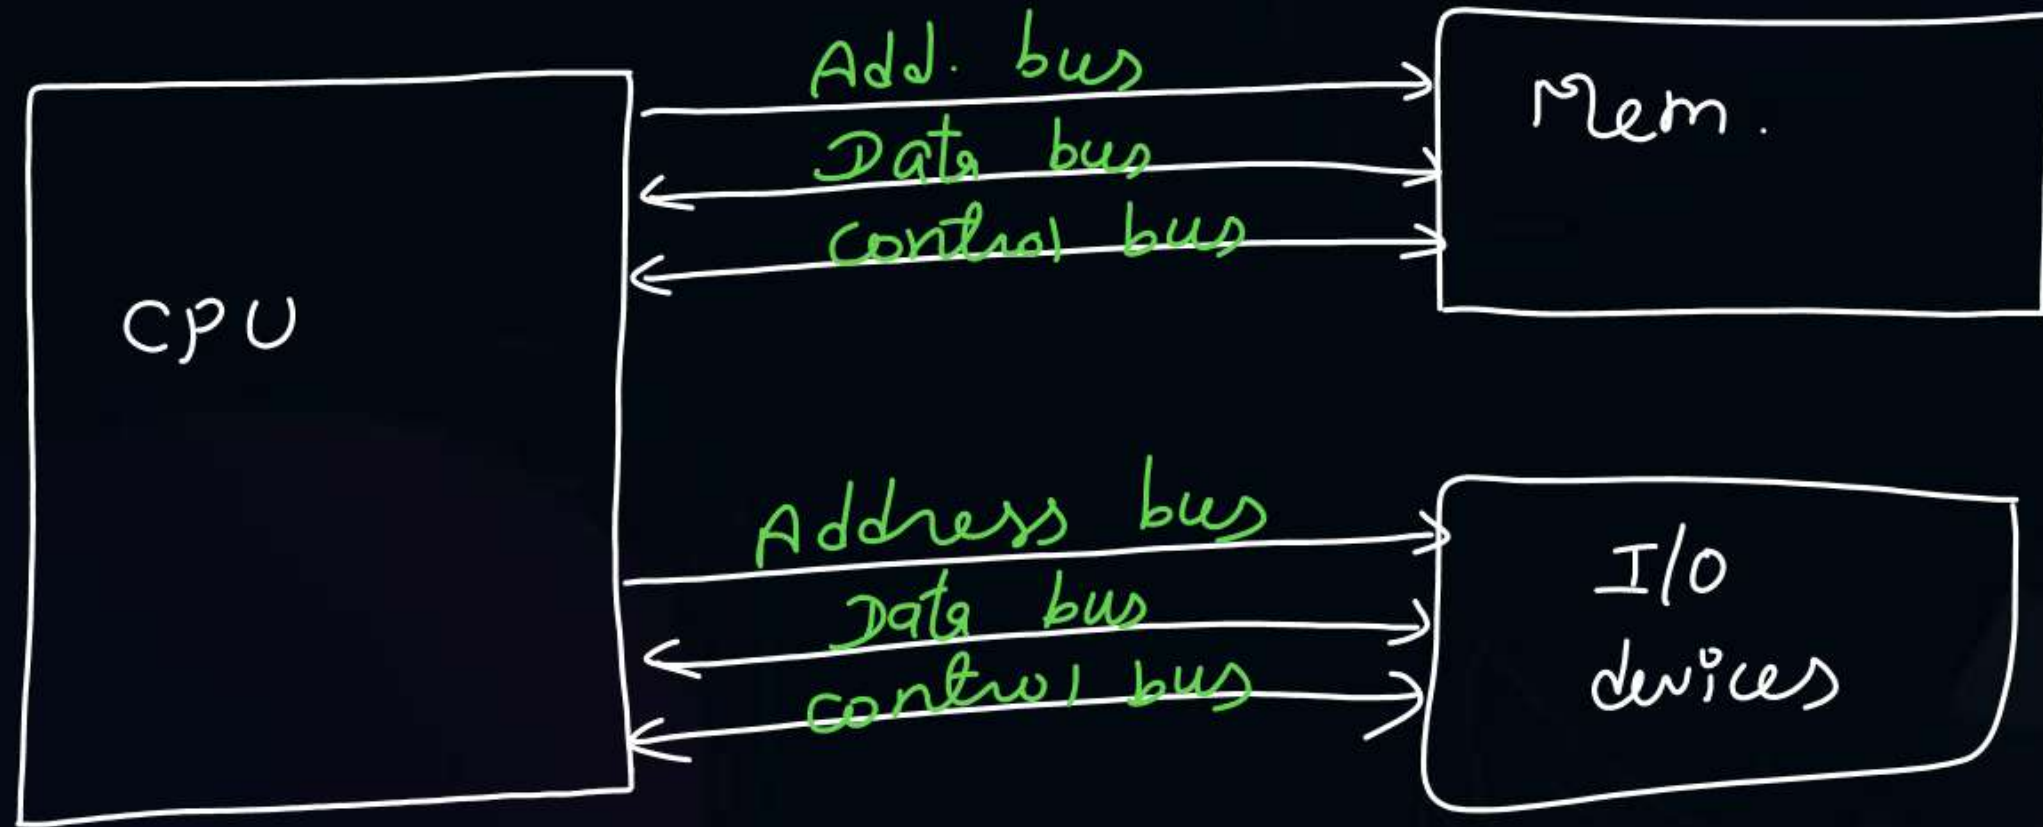 Add. bus
Mem.
Data bus
control bus
CPU
Address bus
I/O
Data bus
devices
control bus